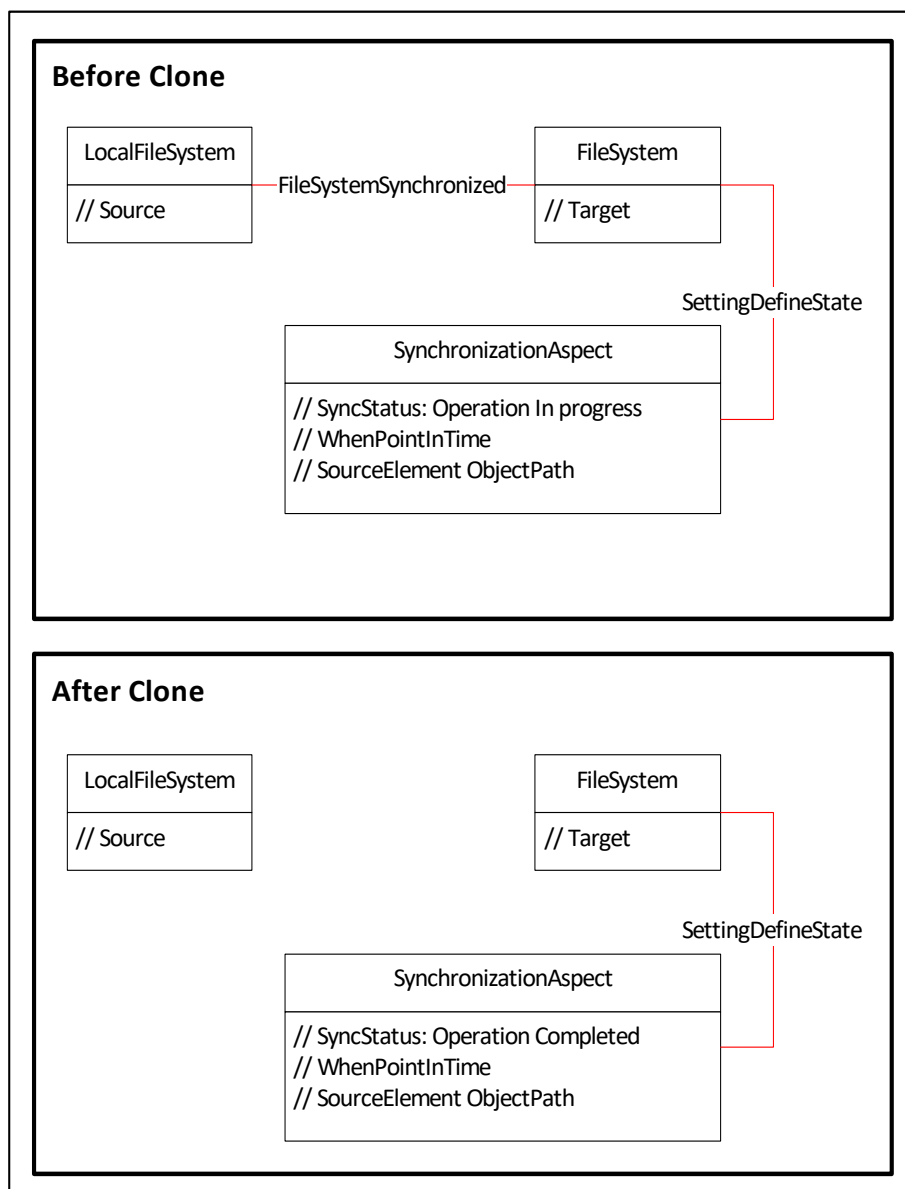 Before Clone
LocalFileSystem
FileSystem
FileSystemSynchronized
// Source
// Target
SettingDefineState
SynchronizationAspect
// SyncStatus: Operation In progress
// WhenPointInTime
// SourceElement ObjectPath
After Clone
LocalFileSystem
FileSystem
// Source
// Target
SettingDefineState
SynchronizationAspect
// SyncStatus: Operation Completed
// WhenPointInTime
// SourceElement ObjectPath